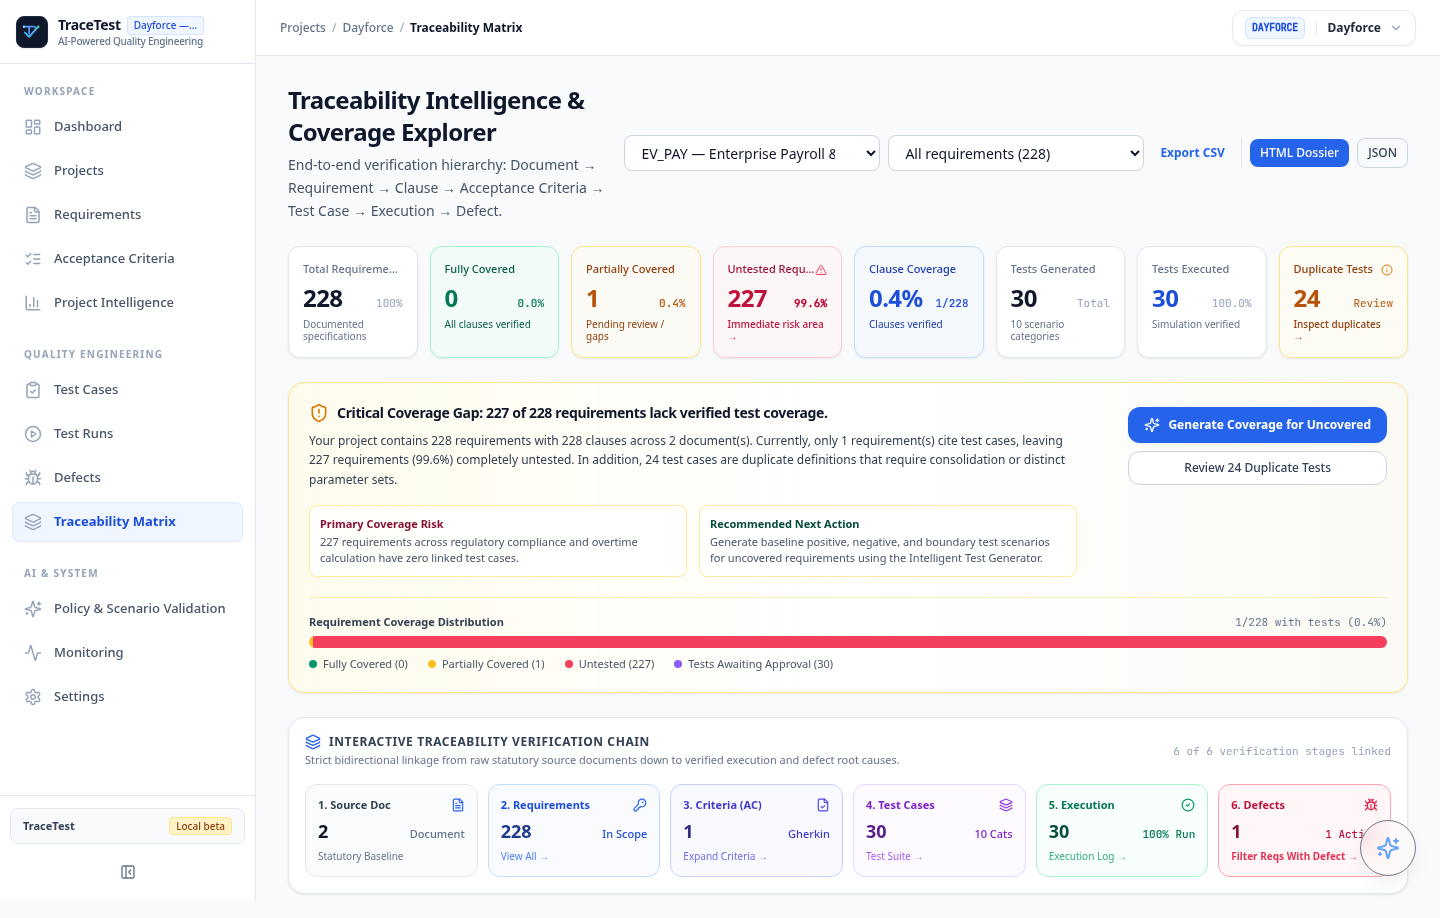 TraceTest
Dayforce —...
AI-Powered Quality Engineering
WORKSPACE
Dashboard
Projects
Requirements
Acceptance Criteria
Project Intelligence
QUALITY ENGINEERING
Test Cases
Test Runs
Defects
Traceability Matrix
AI & SYSTEM
Policy & Scenario Validation
Monitoring
Settings
TraceTest
Local beta
Projects / Dayforce / Traceability Matrix
DAYFORCE
Dayforce
Traceability Intelligence &
Coverage Explorer
End-to-end verification hierarchy: Document →
Requirement → Clause → Acceptance Criteria →
Test Case → Execution → Defect.
EV_PAY — Enterprise Payroll &
All requirements (228)
Export CSV
HTML Dossier
JSON
Total Requireme...
228
100%
Documented
specifications
Fully Covered
0
0.0%
All clauses verified
Partially Covered
1
0.4%
Pending review /
gaps
Untested Requ...
227
99.6%
Immediate risk area
→
Clause Coverage
0.4%
1/228
Clauses verified
Tests Generated
30
Total
10 scenario
categories
Tests Executed
30
100.0%
Simulation verified
Duplicate Tests
24
Review
Inspect duplicates
→
Critical Coverage Gap: 227 of 228 requirements lack verified test coverage.
Your project contains 228 requirements with 228 clauses across 2 document(s). Currently, only 1 requirement(s) cite test cases, leaving
227 requirements (99.6%) completely untested. In addition, 24 test cases are duplicate definitions that require consolidation or distinct
parameter sets.
Generate Coverage for Uncovered
Review 24 Duplicate Tests
Primary Coverage Risk
227 requirements across regulatory compliance and overtime
calculation have zero linked test cases.
Recommended Next Action
Generate baseline positive, negative, and boundary test scenarios
for uncovered requirements using the Intelligent Test Generator.
Requirement Coverage Distribution
1/228 with tests (0.4%)
Fully Covered (0)
Partially Covered (1)
Untested (227)
Tests Awaiting Approval (30)
INTERACTIVE TRACEABILITY VERIFICATION CHAIN
Strict bidirectional linkage from raw statutory source documents down to verified execution and defect root causes.
6 of 6 verification stages linked
1. Source Doc
2
Document
Statutory Baseline
2. Requirements
228
In Scope
View All →
3. Criteria (AC)
1
Gherkin
Expand Criteria →
4. Test Cases
30
10 Cats
Test Suite →
5. Execution
30
100% Run
Execution Log →
6. Defects
1
1
Filter Reqs With Defect →